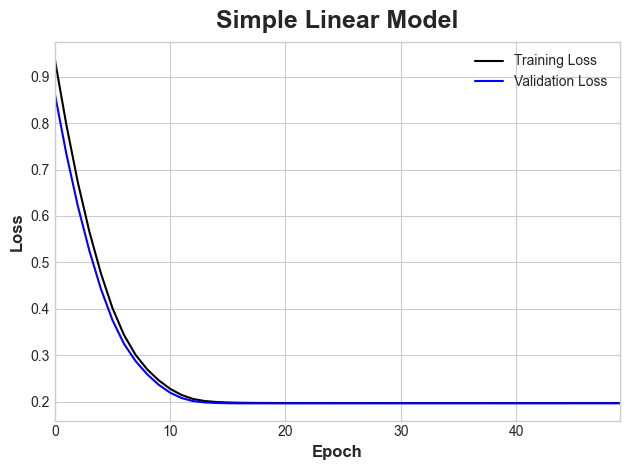 Simple Linear Model
Training Loss
Validation Loss
0.9
0.8
0.7
0.6
0.5
0.4
0.3
0.2
Loss
0 10 20 30 40
Epoch